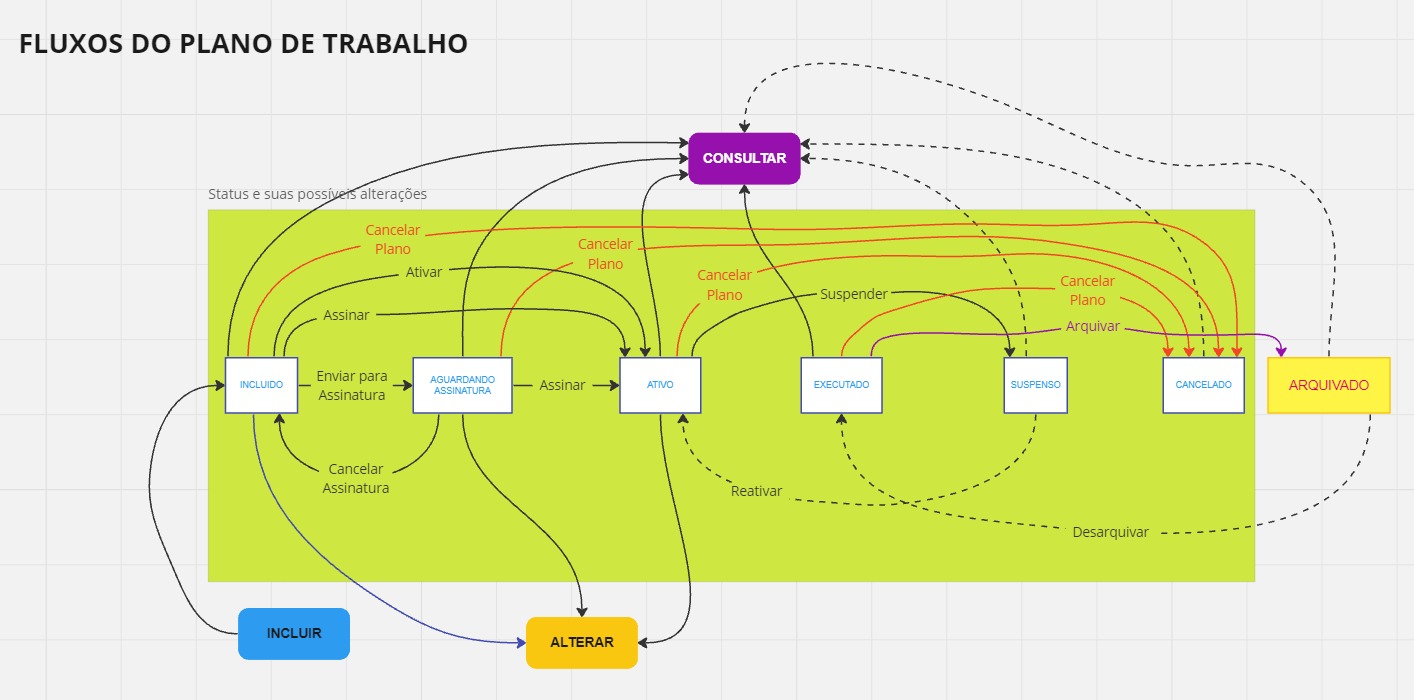 FLUXOS DO PLANO DE TRABALHO
CONSULTAR
Status e suas possíveis alterações
Cancelar
Plano
Cancelar
Plano
Ativar
Cancelar
Plano
Cancelar
Plano
Suspender
Assinar
Arquivar
Enviar para
Assinatura
Assinar
INCLUIDO
AGUARDANDO
ASSINATURA
ATIVO
EXECUTADO
SUSPENSO
CANCELADO
ARQUIVADO
Cancelar
Assinatura
Reativar
Desarquivar
INCLUIR
ALTERAR